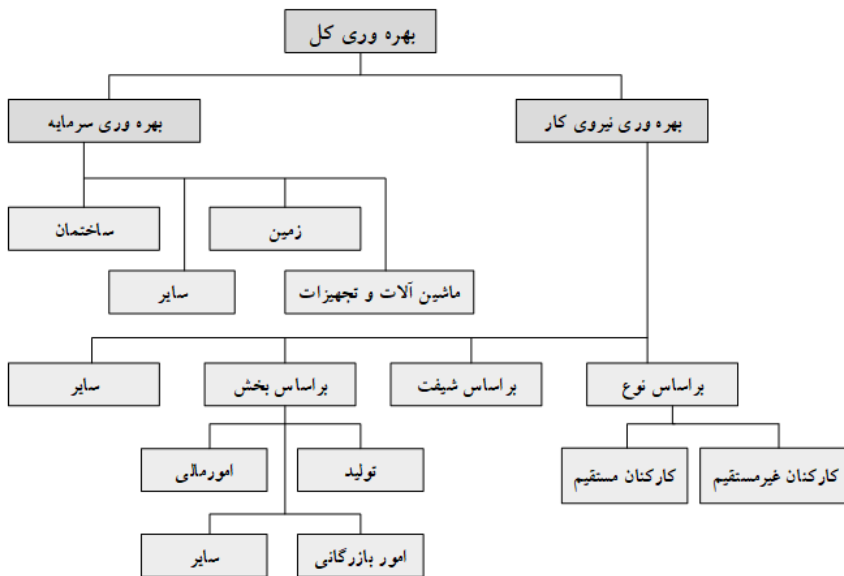 بهره وری کل
بهره وری نیروی کار
بهره وری سرمایه
زمین
ساختمان
ماشین آلات و تجهیزات
سایر
براساس نوع
براساس شیفت
براساس بخش
سایر
کارکنان غیرمستقیم
کارکنان مستقیم
تولید
امورمالی
امور بازرگانی
سایر